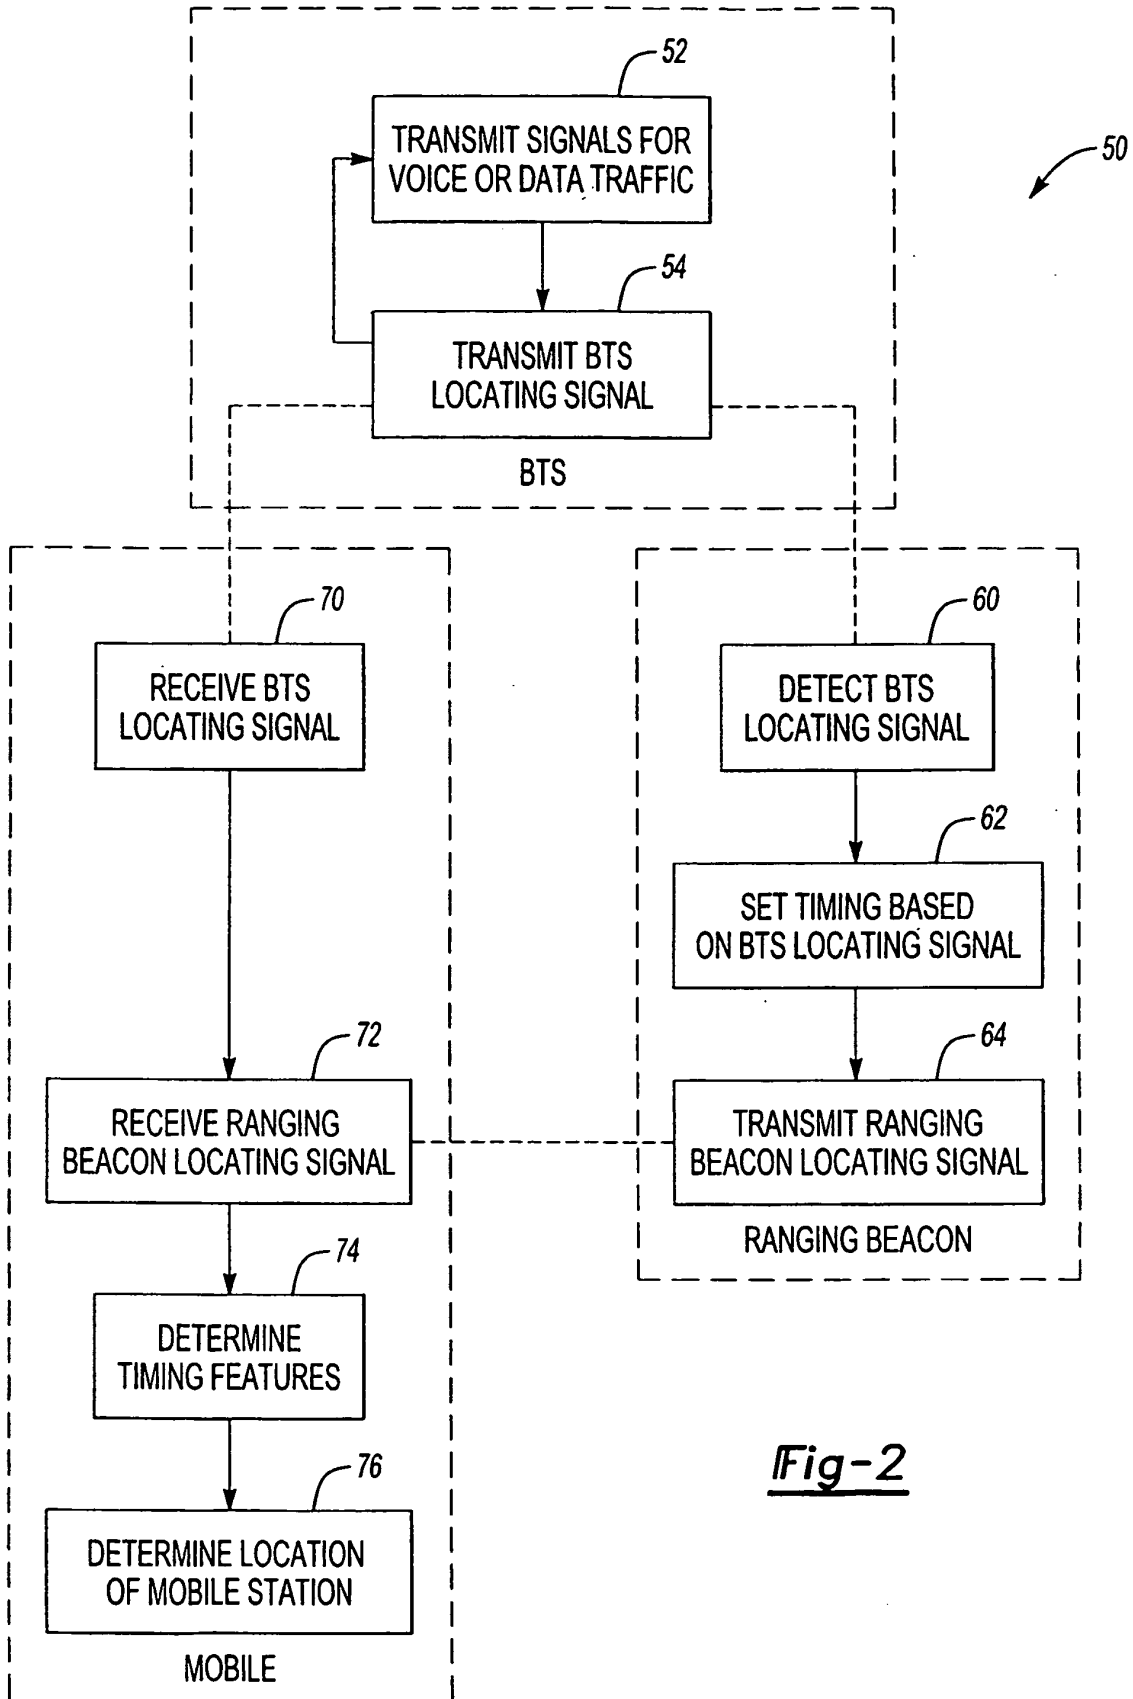 52
TRANSMIT SIGNALS FOR
VOICE OR DATA TRAFFIC
50
54
TRANSMIT BTS
LOCATING SIGNAL
BTS
70
RECEIVE BTS
LOCATING SIGNAL
60
DETECT BTS
LOCATING SIGNAL
62
SET TIMING BASED
ON BTS LOCATING SIGNAL
72
RECEIVE RANGING
BEACON LOCATING SIGNAL
64
TRANSMIT RANGING
BEACON LOCATING SIGNAL
RANGING BEACON
74
DETERMINE
TIMING FEATURES
76
DETERMINE LOCATION
OF MOBILE STATION
MOBILE
Fig-2